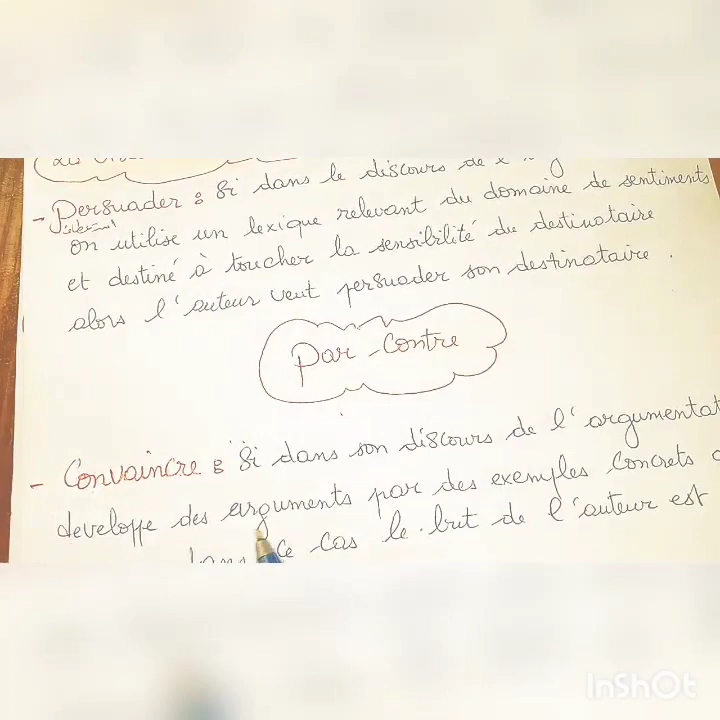 - Persuader : Si dans le discours de l'
on utilise un lexique relevant du domaine de sentiments
et destiné à toucher la sensibilité du destinataire
alors l'auteur veut persuader son destinataire .
Par-Contre
- Convaincre : Si dans son discours de l'argumentat
developpe des arguments par des exemples concrets
ce cas le but de l'auteur est
InShOt